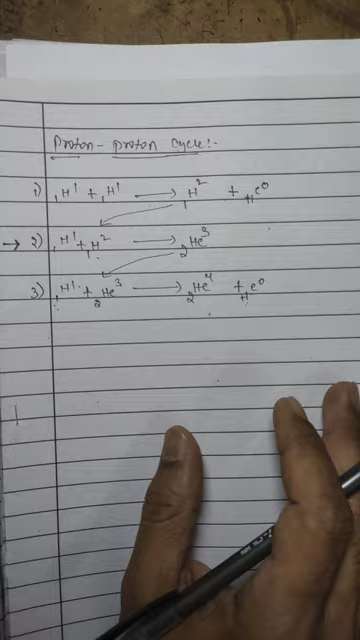 Proton - Proton Cycle:-
1) ₁H¹ + ₁H¹ → ₁H² + ₊₁e⁰
→ 2) ₁H¹ + ₁H² → ₂He³
3) ₁H¹ + ₂He³ → ₂He⁴ + ₊₁e⁰